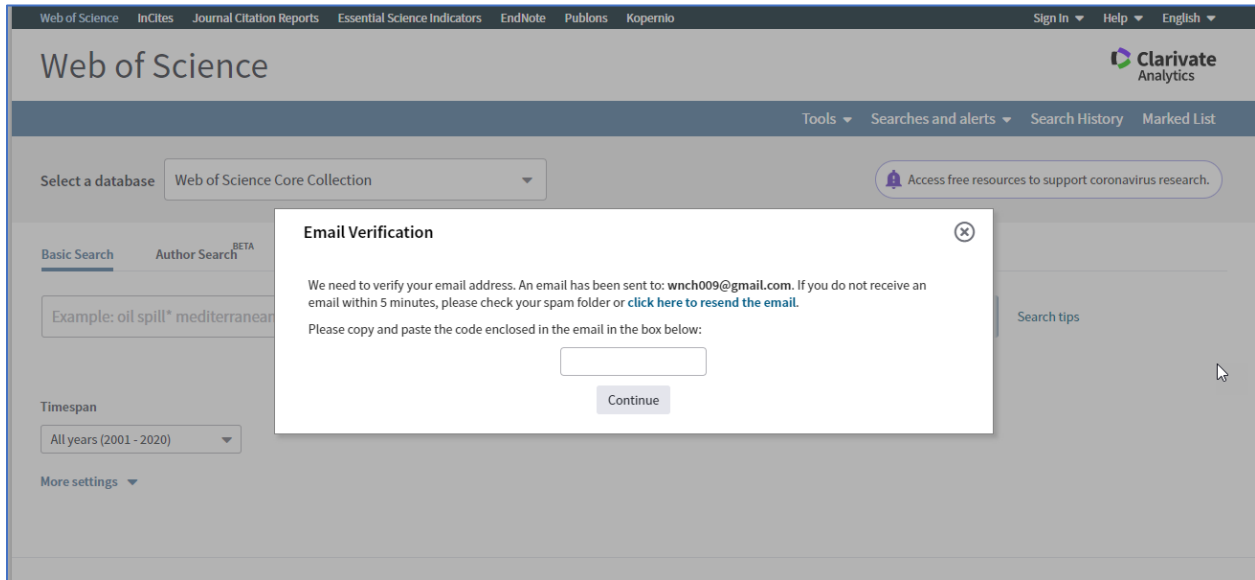 Web of Science InCites Journal Citation Reports Essential Science Indicators EndNote Publons Kopernio Sign In Help English
Web of Science
Clarivate
Analytics
Tools Searches and alerts Search History Marked List
Select a database Web of Science Core Collection
Access free resources to support coronavirus research.
Email Verification
Basic Search Author Search BETA
We need to verify your email address. An email has been sent to: wnch009@gmail.com. If you do not receive an
email within 5 minutes, please check your spam folder or click here to resend the email.
Example: oil spill* mediterranean
Search tips
Please copy and paste the code enclosed in the email in the box below:
Continue
Timespan
All years (2001 - 2020)
More settings